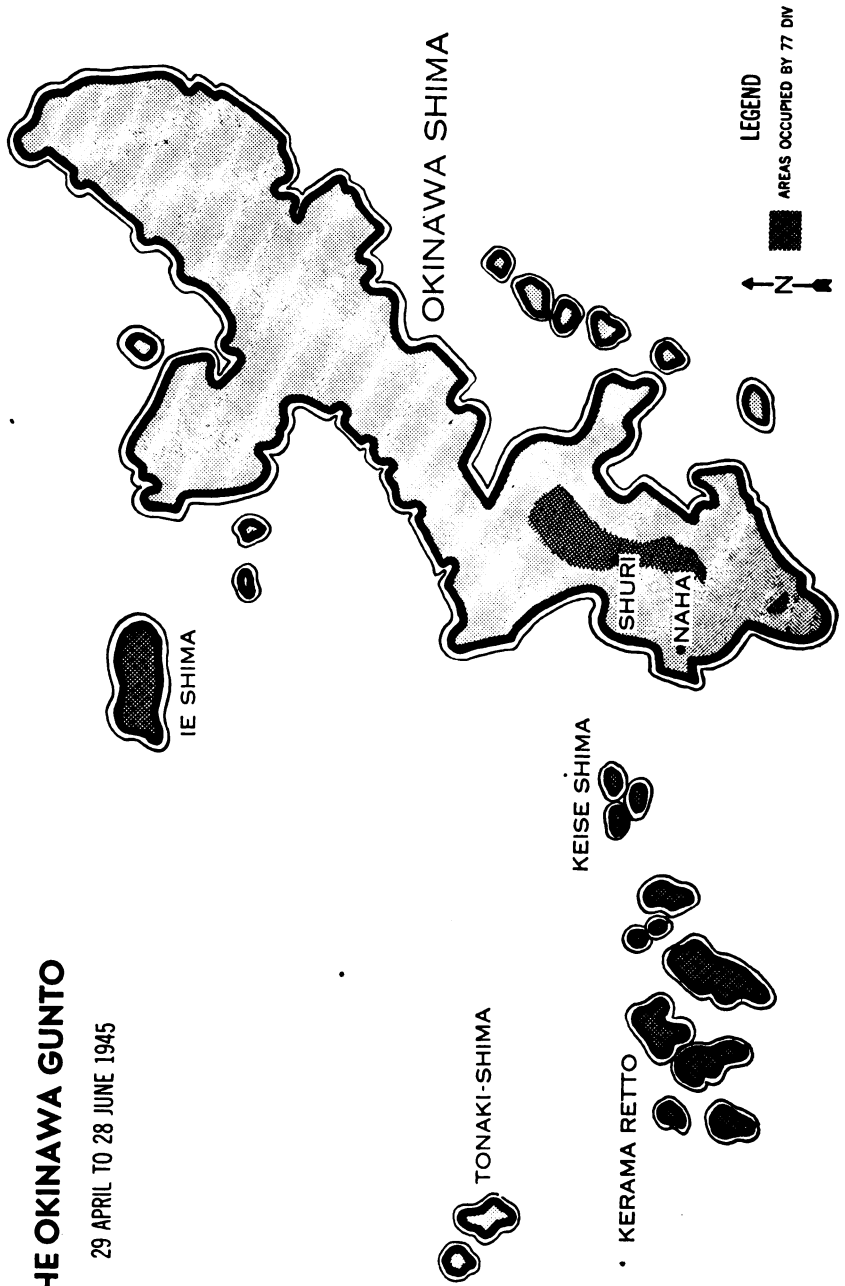 HE OKINAWA GUNTO
29 APRIL TO 28 JUNE 1945
IE SHIMA
OKINAWA SHIMA
TONAKI-SHIMA
KEISE SHIMA
SHURI
NAHA
KERAMA RETTO
LEGEND
AREAS OCCUPIED BY 77 DIV
N